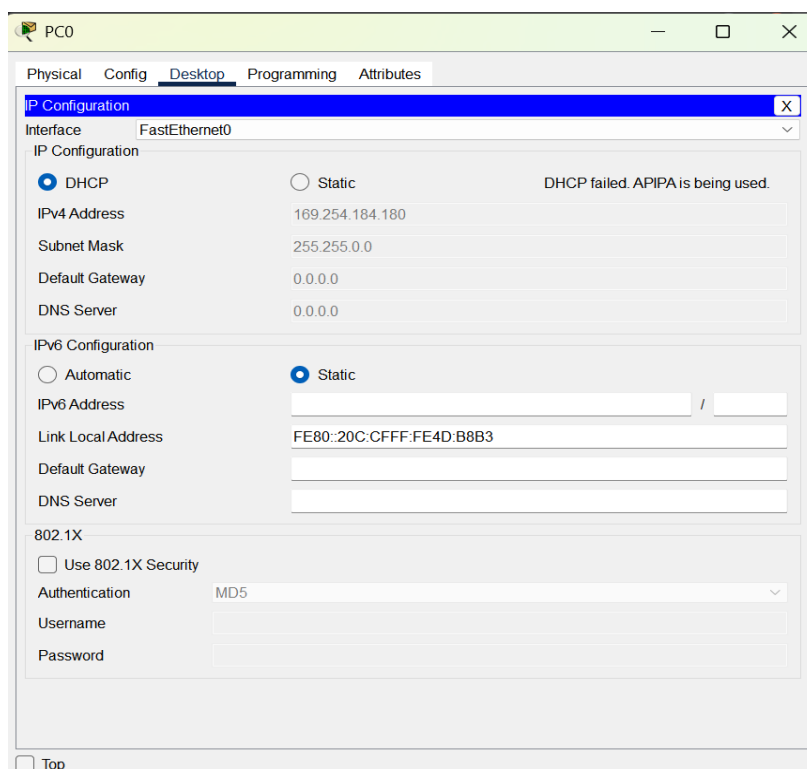 PC0
Physical Config Desktop Programming Attributes
IP Configuration X
Interface FastEthernet0
IP Configuration
DHCP Static DHCP failed. APIPA is being used.
IPv4 Address 169.254.184.180
Subnet Mask 255.255.0.0
Default Gateway 0.0.0.0
DNS Server 0.0.0.0
IPv6 Configuration
Automatic Static
IPv6 Address /
Link Local Address FE80::20C:CFFF:FE4D:B8B3
Default Gateway
DNS Server
802.1X
Use 802.1X Security
Authentication MD5
Username
Password
Top